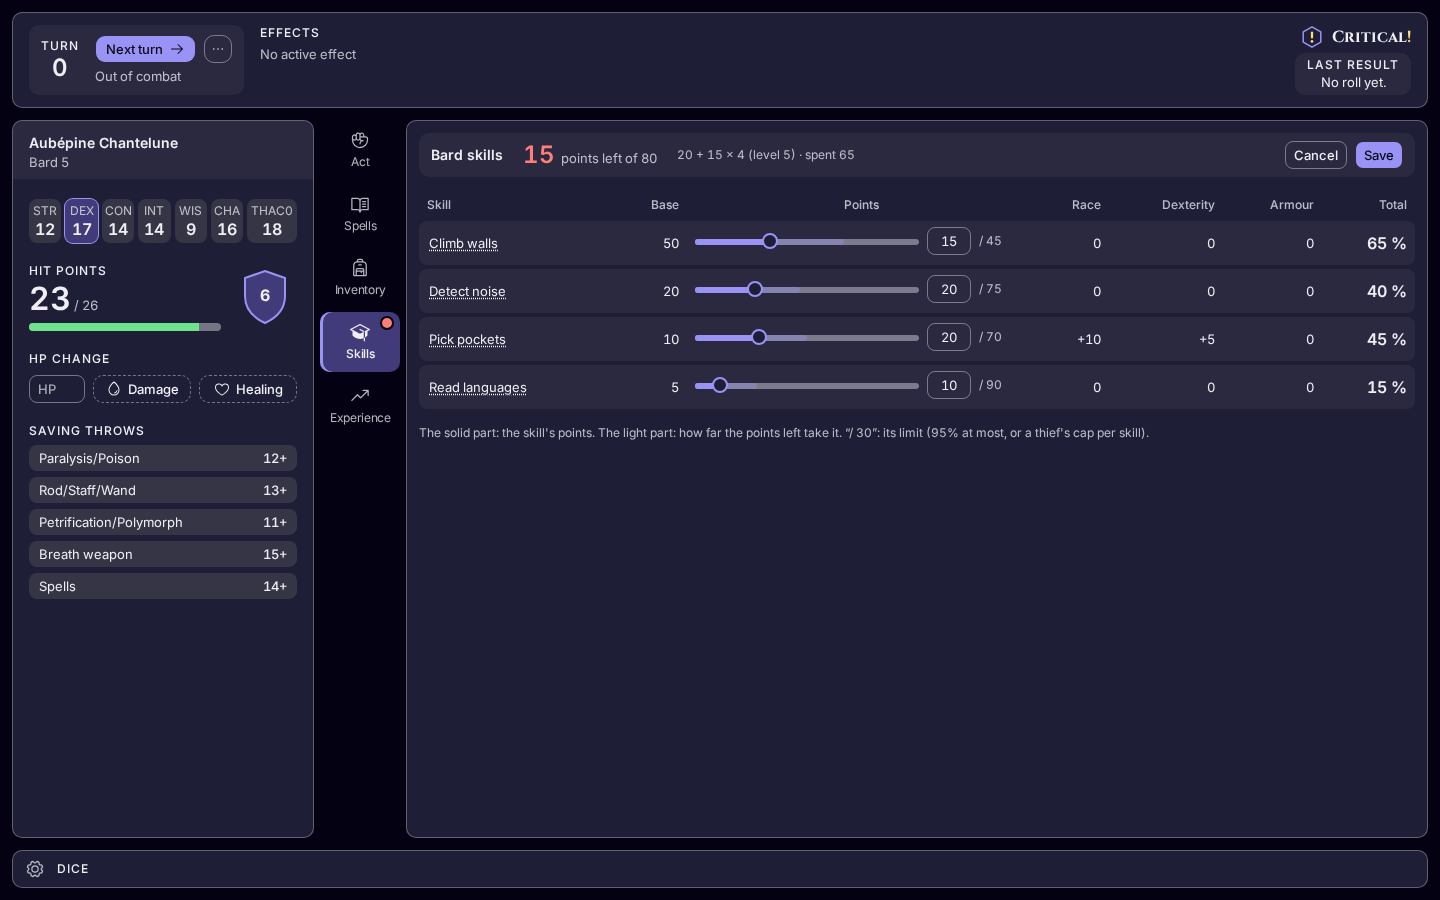 TURN
0
Next turn
...
Out of combat
EFFECTS
No active effect
CRITICAL!
LAST RESULT
No roll yet.
Aubépine Chantelune
Bard 5
STR DEX CON INT WIS CHA THAC0
12 17 14 14 9 16 18
HIT POINTS
23 / 26
6
HP CHANGE
HP Damage Healing
SAVING THROWS
Paralysis/Poison 12+
Rod/Staff/Wand 13+
Petrification/Polymorph 11+
Breath weapon 15+
Spells 14+
Act
Spells
Inventory
Skills
Experience
Bard skills 15 points left of 80 20 + 15 × 4 (level 5) · spent 65 Cancel Save
Skill Base Points Race Dexterity Armour Total
Climb walls 50 15 / 45 0 0 0 65 %
Detect noise 20 20 / 75 0 0 0 40 %
Pick pockets 10 20 / 70 +10 +5 0 45 %
Read languages 5 10 / 90 0 0 0 15 %
The solid part: the skill's points. The light part: how far the points left take it. “/ 30”: its limit (95% at most, or a thief's cap per skill).
DICE